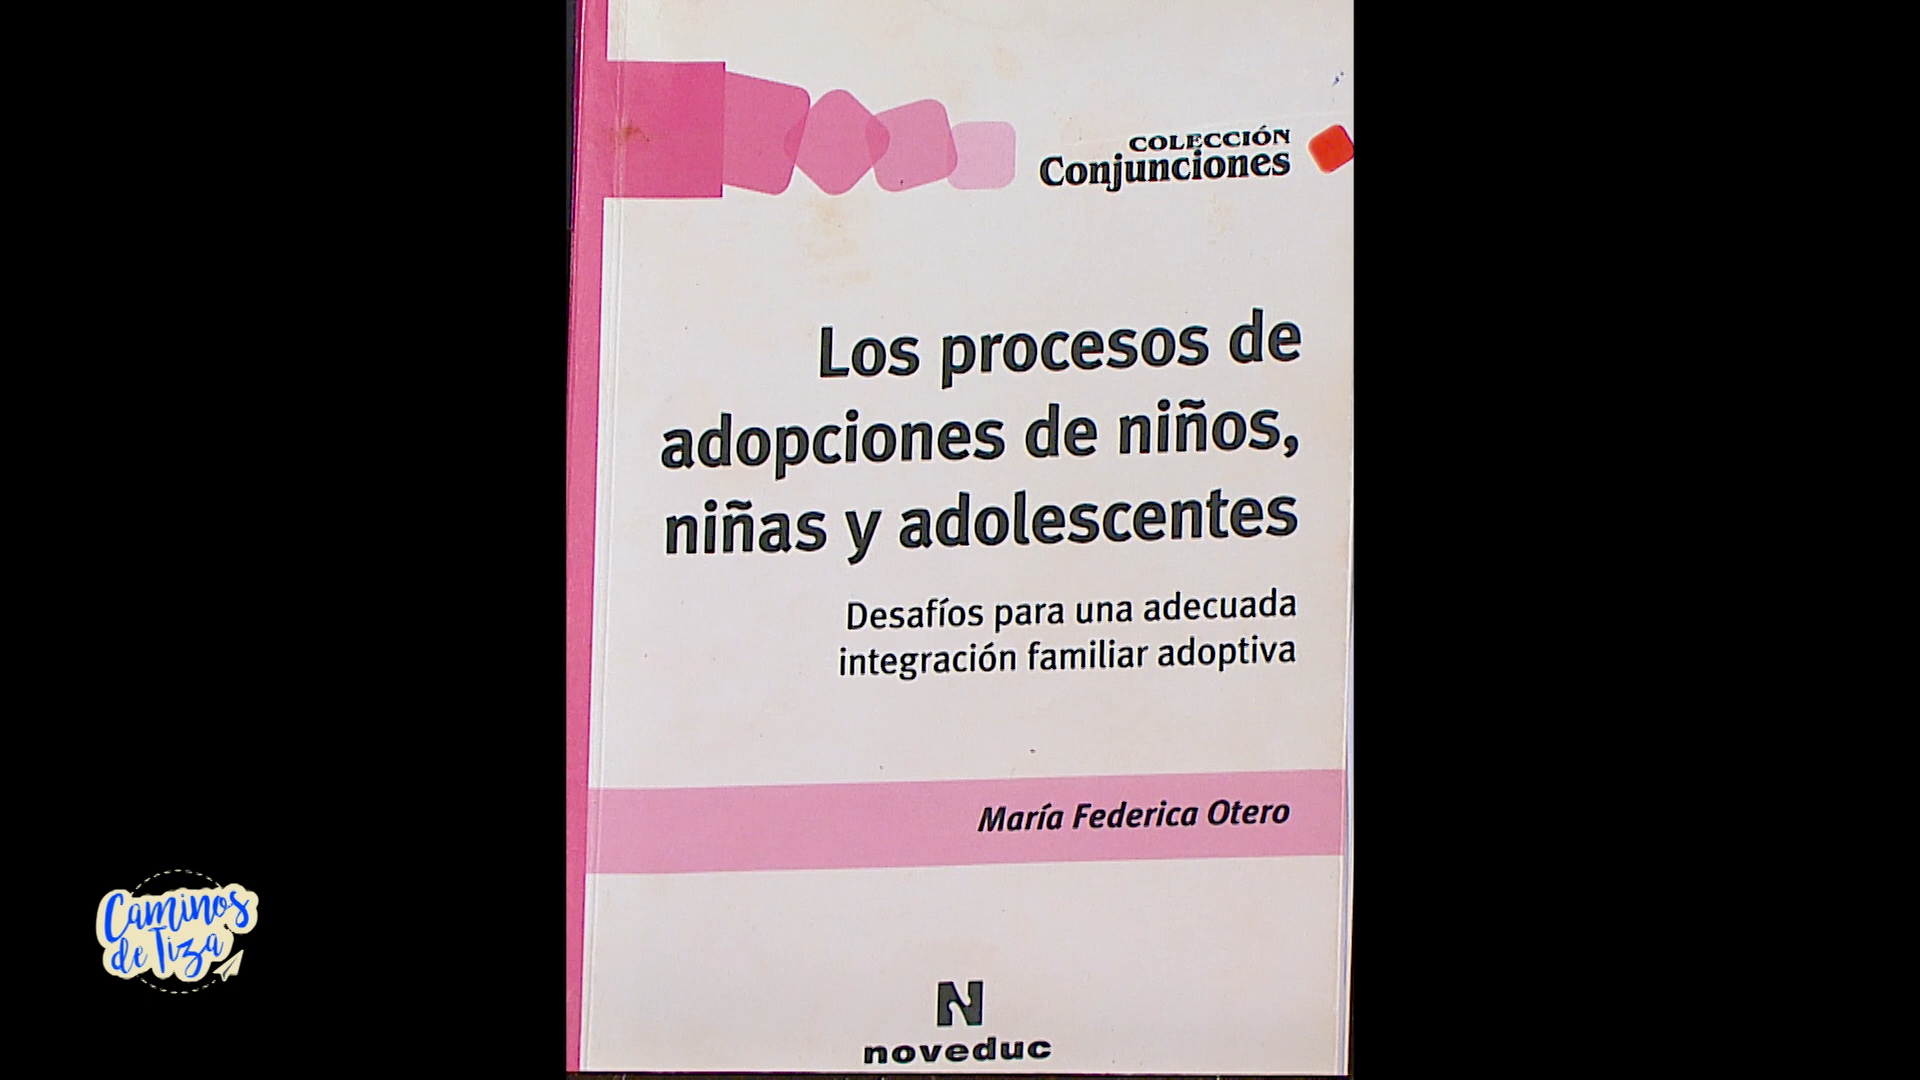 COLECCIÓN
Conjunciones
Los procesos de
adopciones de niños,
niñas y adolescentes
Desafíos para una adecuada
integración familiar adoptiva
María Federica Otero
N
noveduc
Caminos
de Tiza